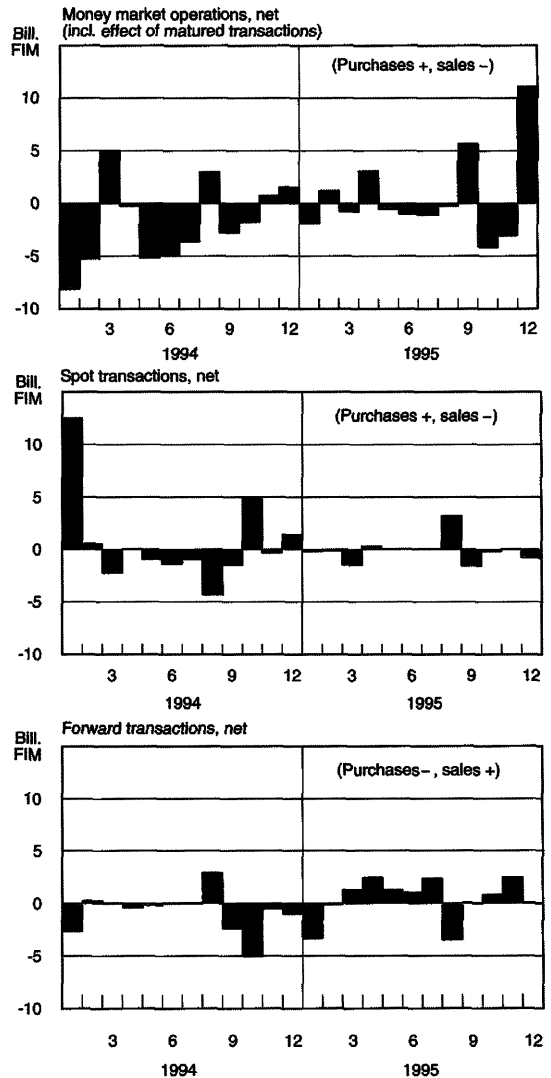 Money market operations, net
(incl. effect of matured transactions)
Bill.
FIM
(Purchases +, sales –)
10
5
0
-5
-10
3 6 9 12 3 6 9 12
1994 1995
Spot transactions, net
Bill.
FIM
(Purchases +, sales –)
10
5
0
-5
-10
3 6 9 12 3 6 9 12
1994 1995
Forward transactions, net
Bill.
FIM
(Purchases– , sales +)
10
5
0
-5
-10
3 6 9 12 3 6 9 12
1994 1995